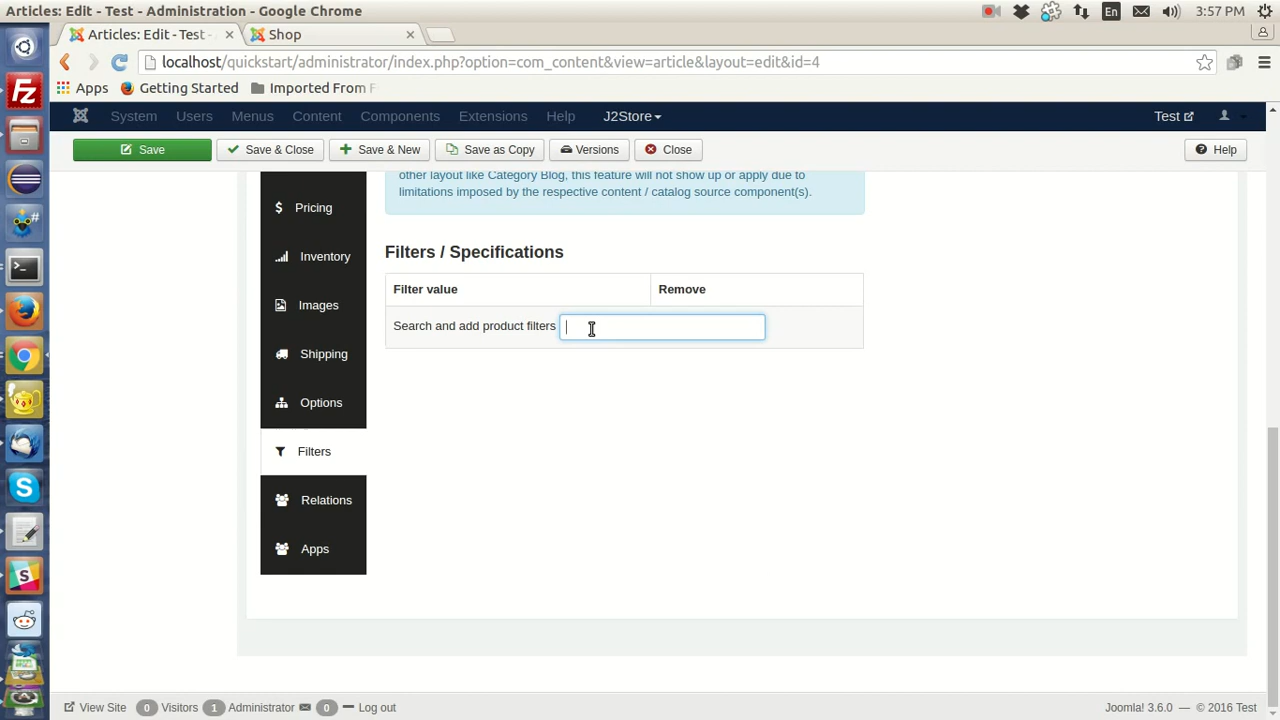 Articles: Edit - Test - Administration - Google Chrome
En
3:57 PM
Articles: Edit - Test -
Shop
localhost/quickstart/administrator/index.php?option=com_content&view=article&layout=edit&id=4
Apps
Getting Started
Imported From F
System
Users
Menus
Content
Components
Extensions
Help
J2Store
Test
Save
Save & Close
Save & New
Save as Copy
Versions
Close
Help
other layout like Category Blog, this feature will not show up or apply due to
limitations imposed by the respective content / catalog source component(s).
Pricing
Inventory
Images
Shipping
Options
Filters
Relations
Apps
Filters / Specifications
Filter value
Remove
Search and add product filters
View Site
0 Visitors
1 Administrator
0
Log out
Joomla! 3.6.0 — © 2016 Test